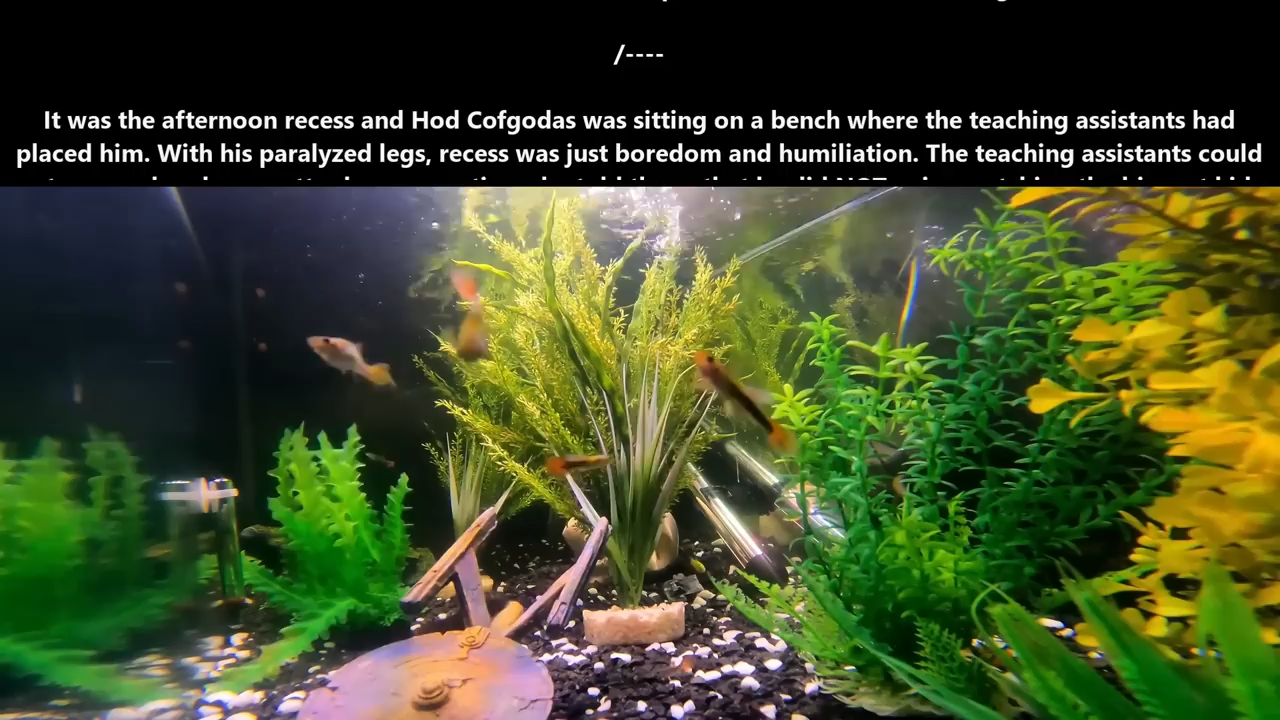 /----
It was the afternoon recess and Hod Cofgodas was sitting on a bench where the teaching assistants had
placed him. With his paralyzed legs, recess was just boredom and humiliation. The teaching assistants could